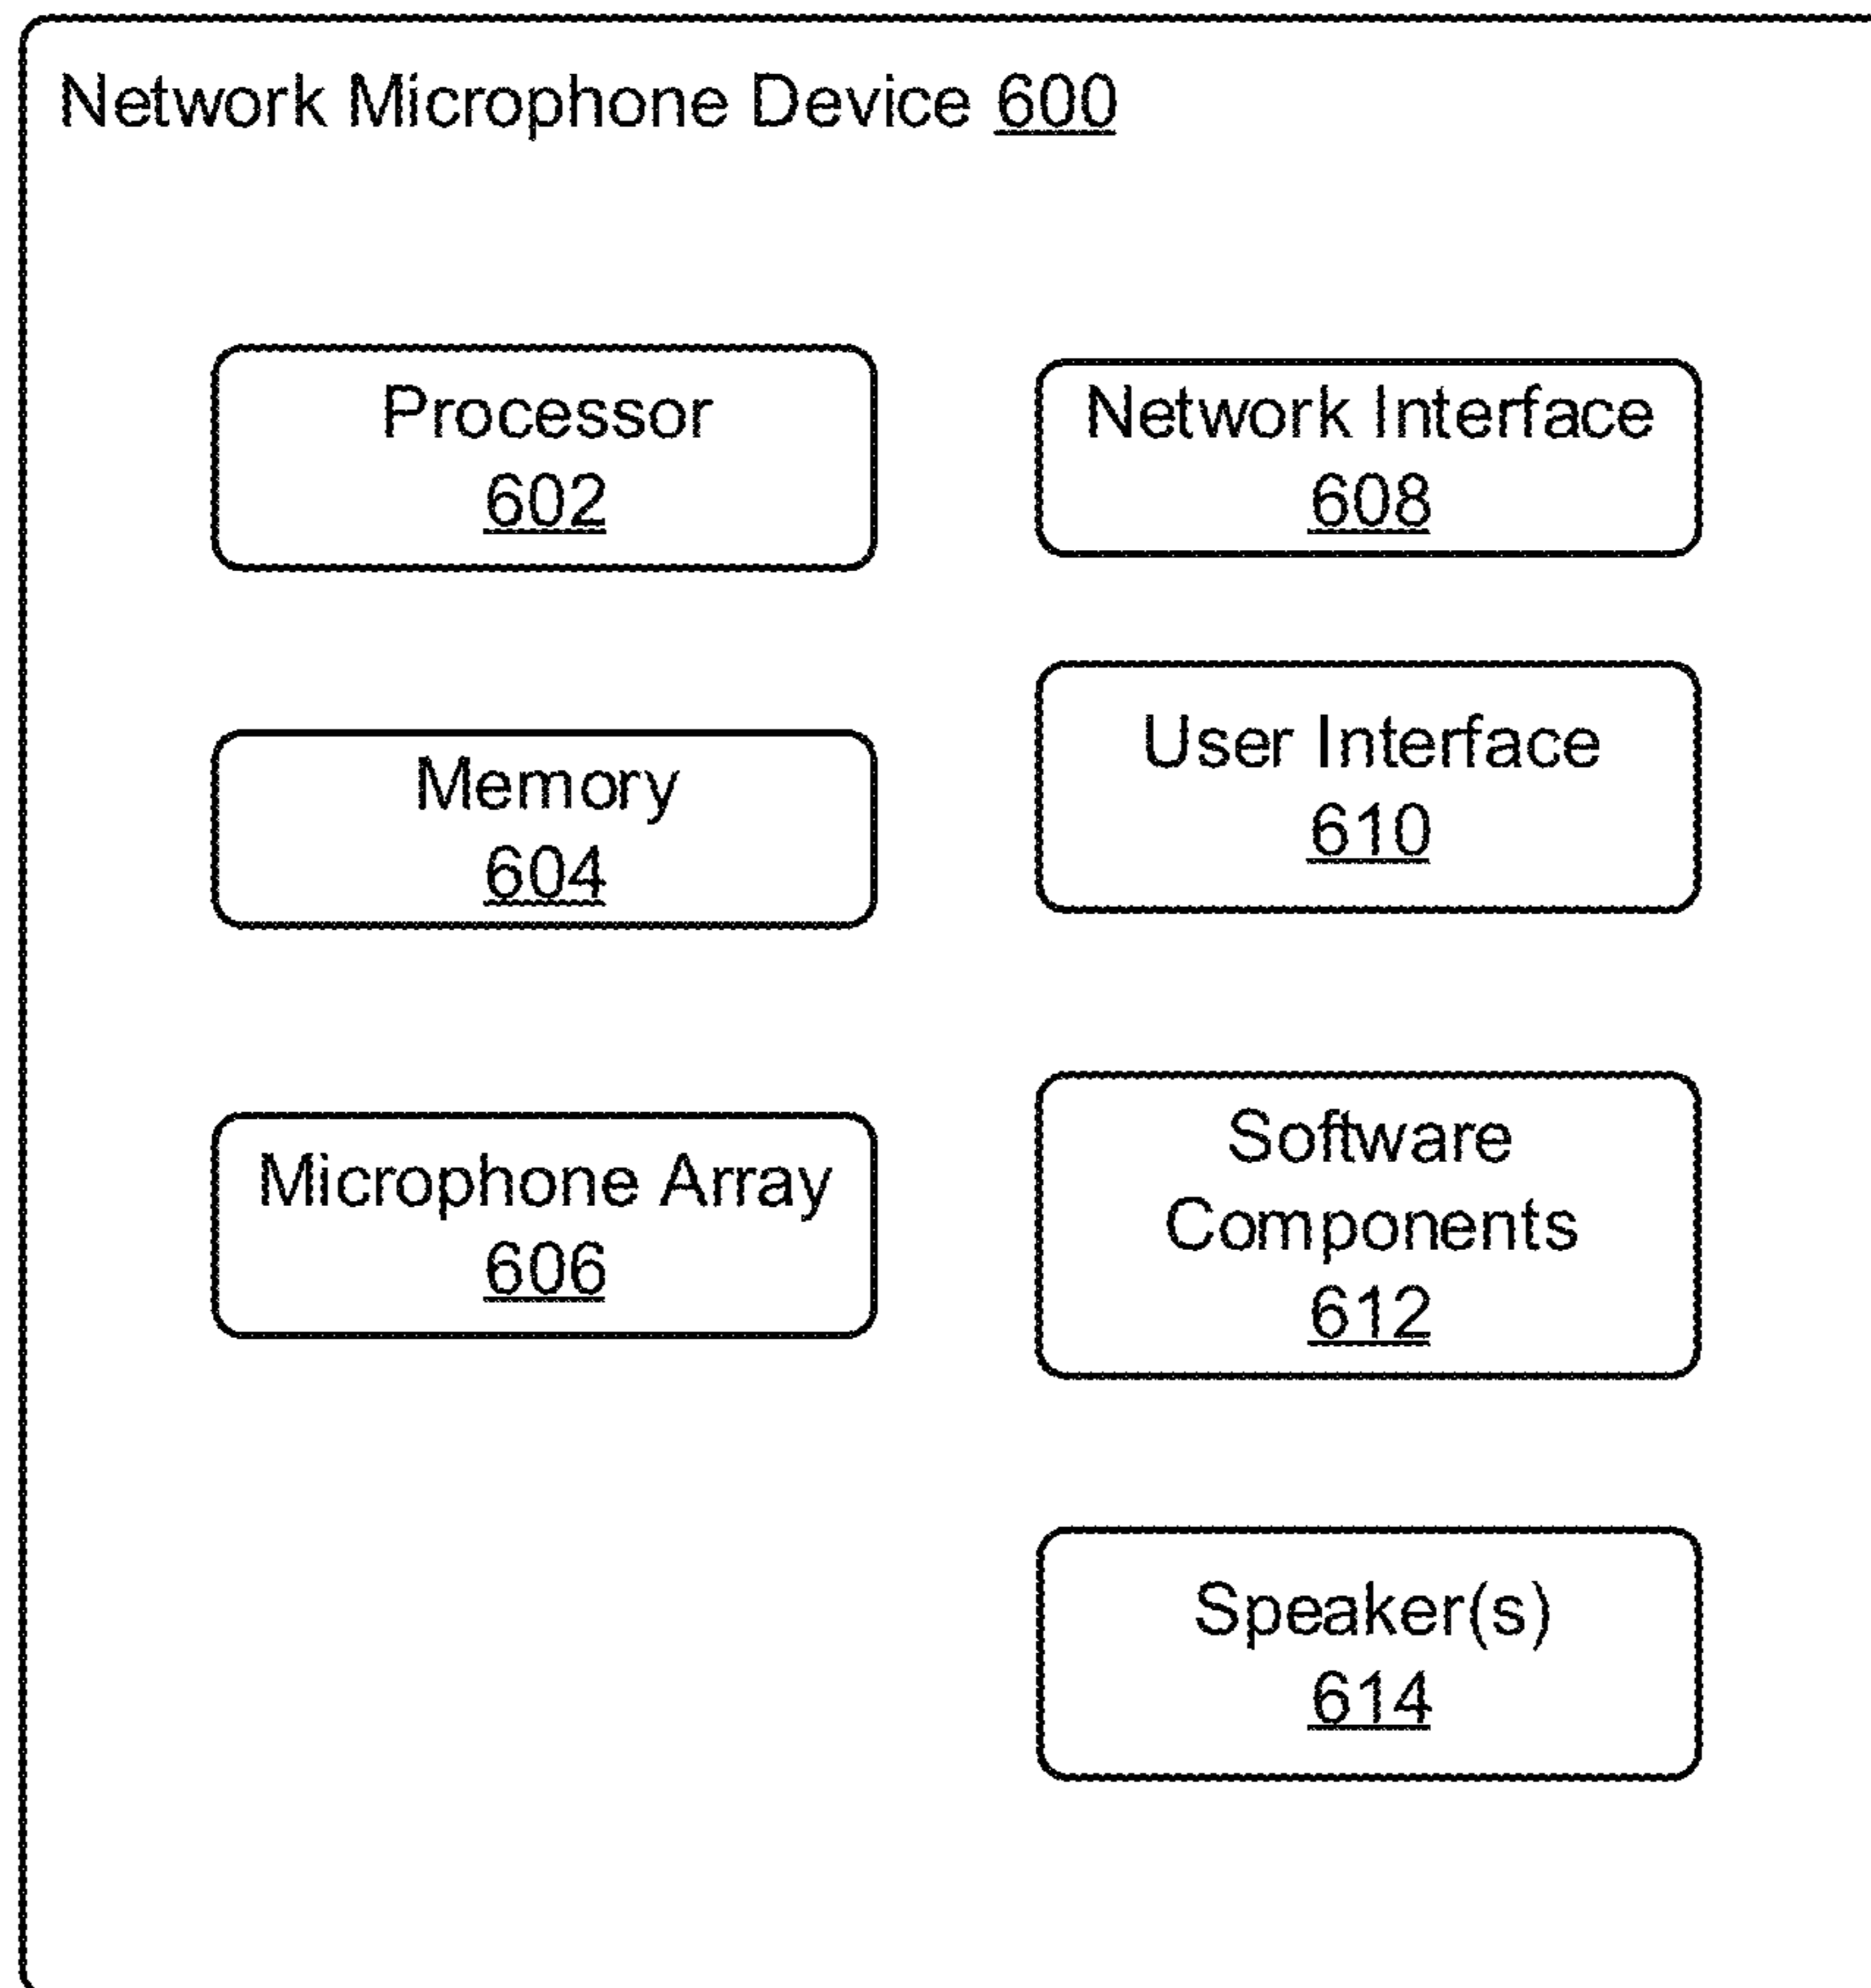 Network Microphone Device 600
Processor
602
Memory
604
Microphone Array
606
Network Interface
608
User Interface
610
Software
Components
612
Speaker(s)
614